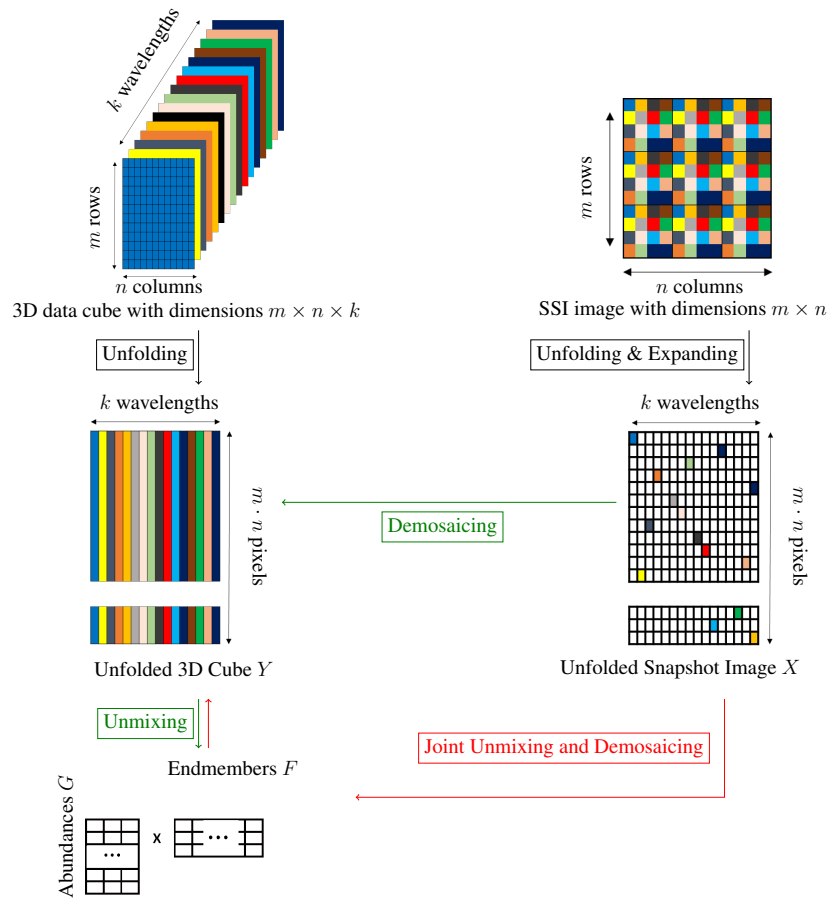 k wavelengths
m rows
n columns
3D data cube with dimensions m × n × k
m rows
n columns
SSI image with dimensions m × n
Unfolding
Unfolding & Expanding
k wavelengths
k wavelengths
m · n pixels
m · n pixels
Demosaicing
Unfolded 3D Cube Y
Unfolded Snapshot Image X
Unmixing
Joint Unmixing and Demosaicing
Endmembers F
Abundances G
...
x
...